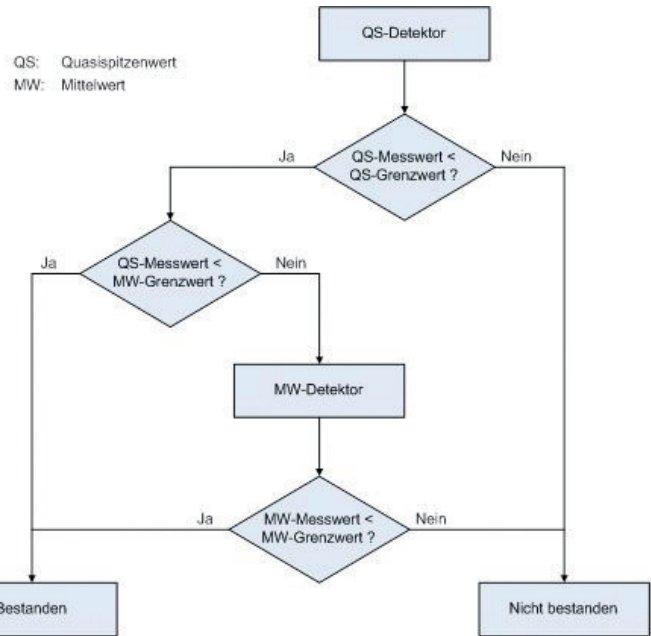 QS-Detektor
QS: Quasispitzenwert
MW: Mittelwert
Ja
QS-Messwert <
QS-Grenzwert ?
Nein
Ja
QS-Messwert <
MW-Grenzwert ?
Nein
MW-Detektor
Ja
MW-Messwert <
MW-Grenzwert ?
Nein
Bestanden
Nicht bestanden